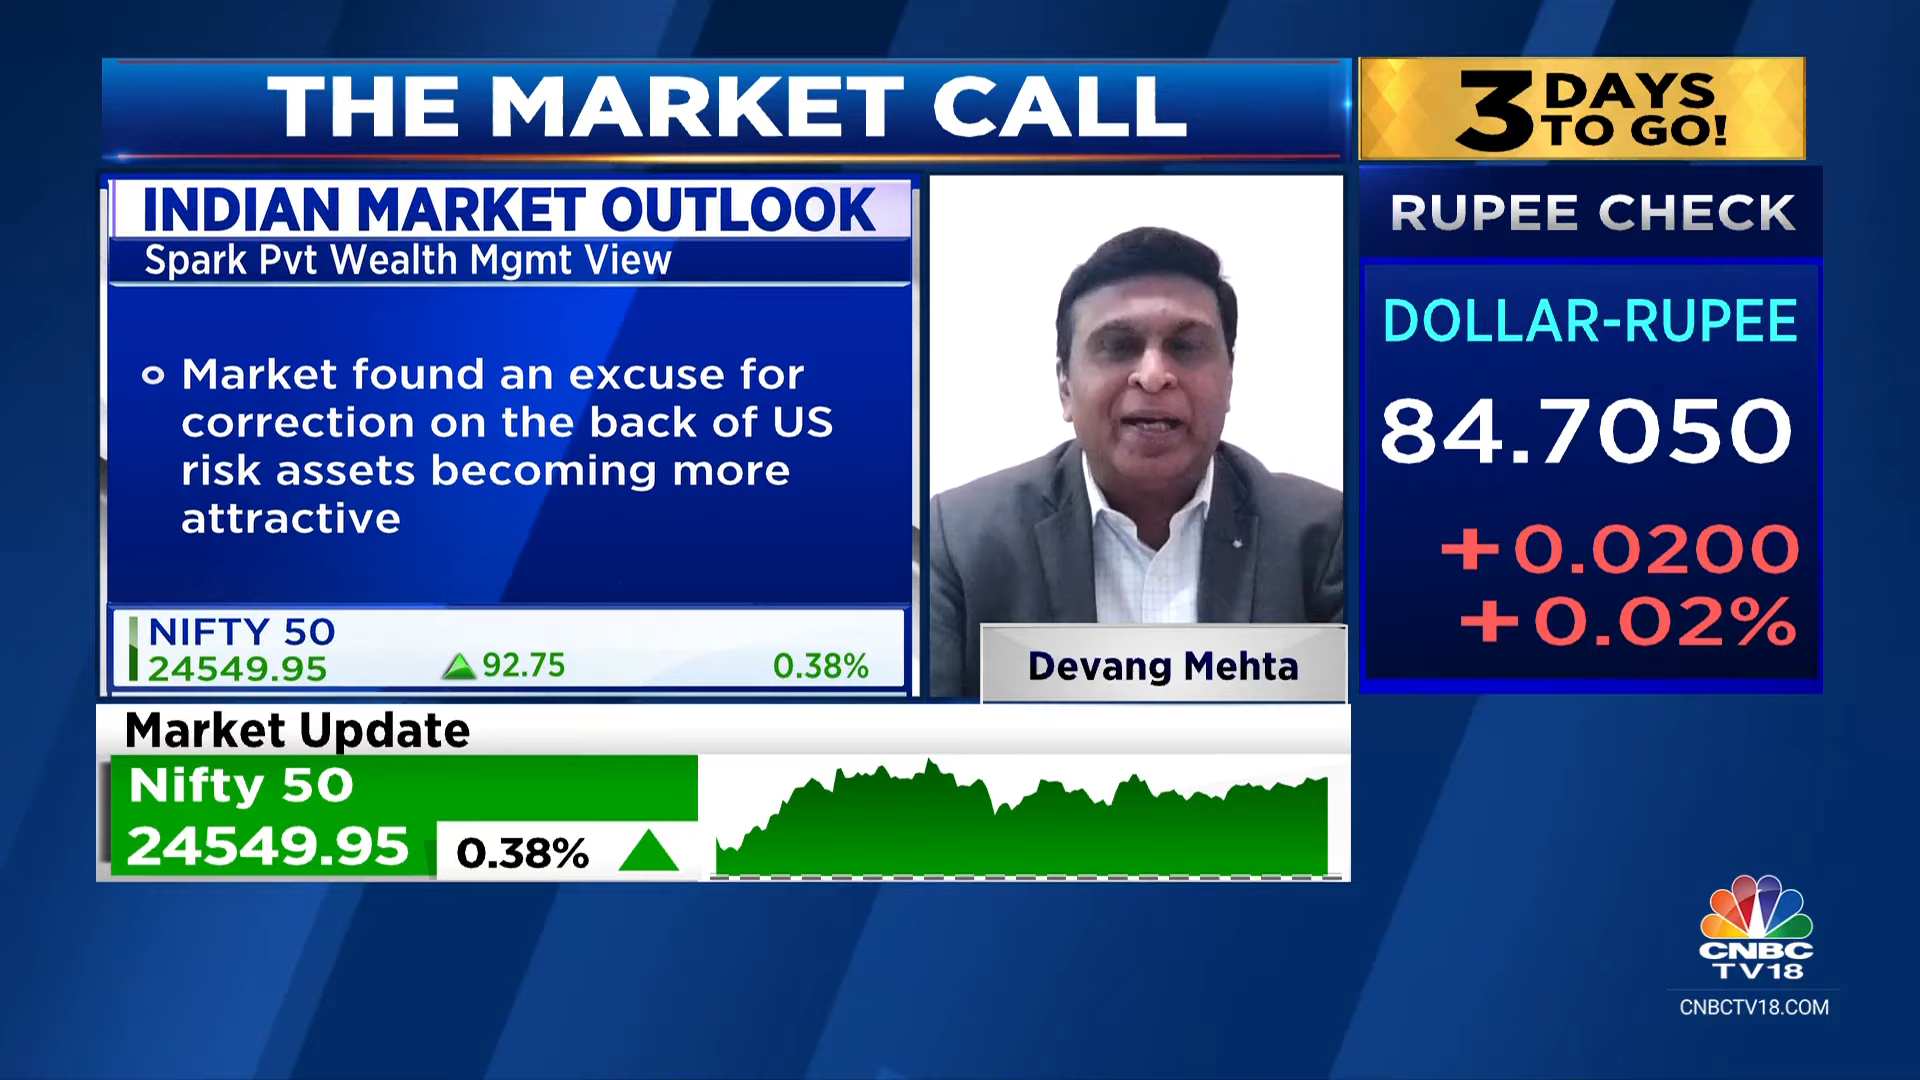 THE MARKET CALL
3 DAYS
TO GO!
INDIAN MARKET OUTLOOK
Spark Pvt Wealth Mgmt View
o Market found an excuse for
correction on the back of US
risk assets becoming more
attractive
NIFTY 50
24549.95 92.75 0.38%
Devang Mehta
RUPEE CHECK
DOLLAR-RUPEE
84.7050
+0.0200
+0.02%
Market Update
Nifty 50
24549.95 0.38%
CNBC
TV18
CNBCTV18.COM